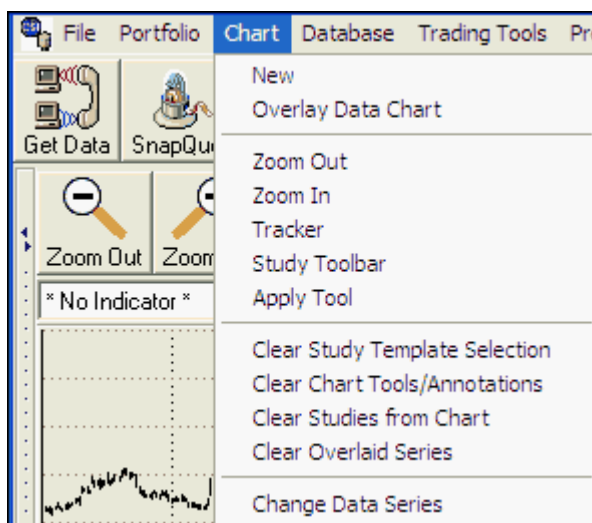 File Portfolio Chart Database Trading Tools
New
Overlay Data Chart
Get Data
Zoom Out
Zoom In
Tracker
Study Toolbar
Apply Tool
Zoom Out Zoom
* No Indicator *
Clear Study Template Selection
Clear Chart Tools/Annotations
Clear Studies from Chart
Clear Overlaid Series
Change Data Series